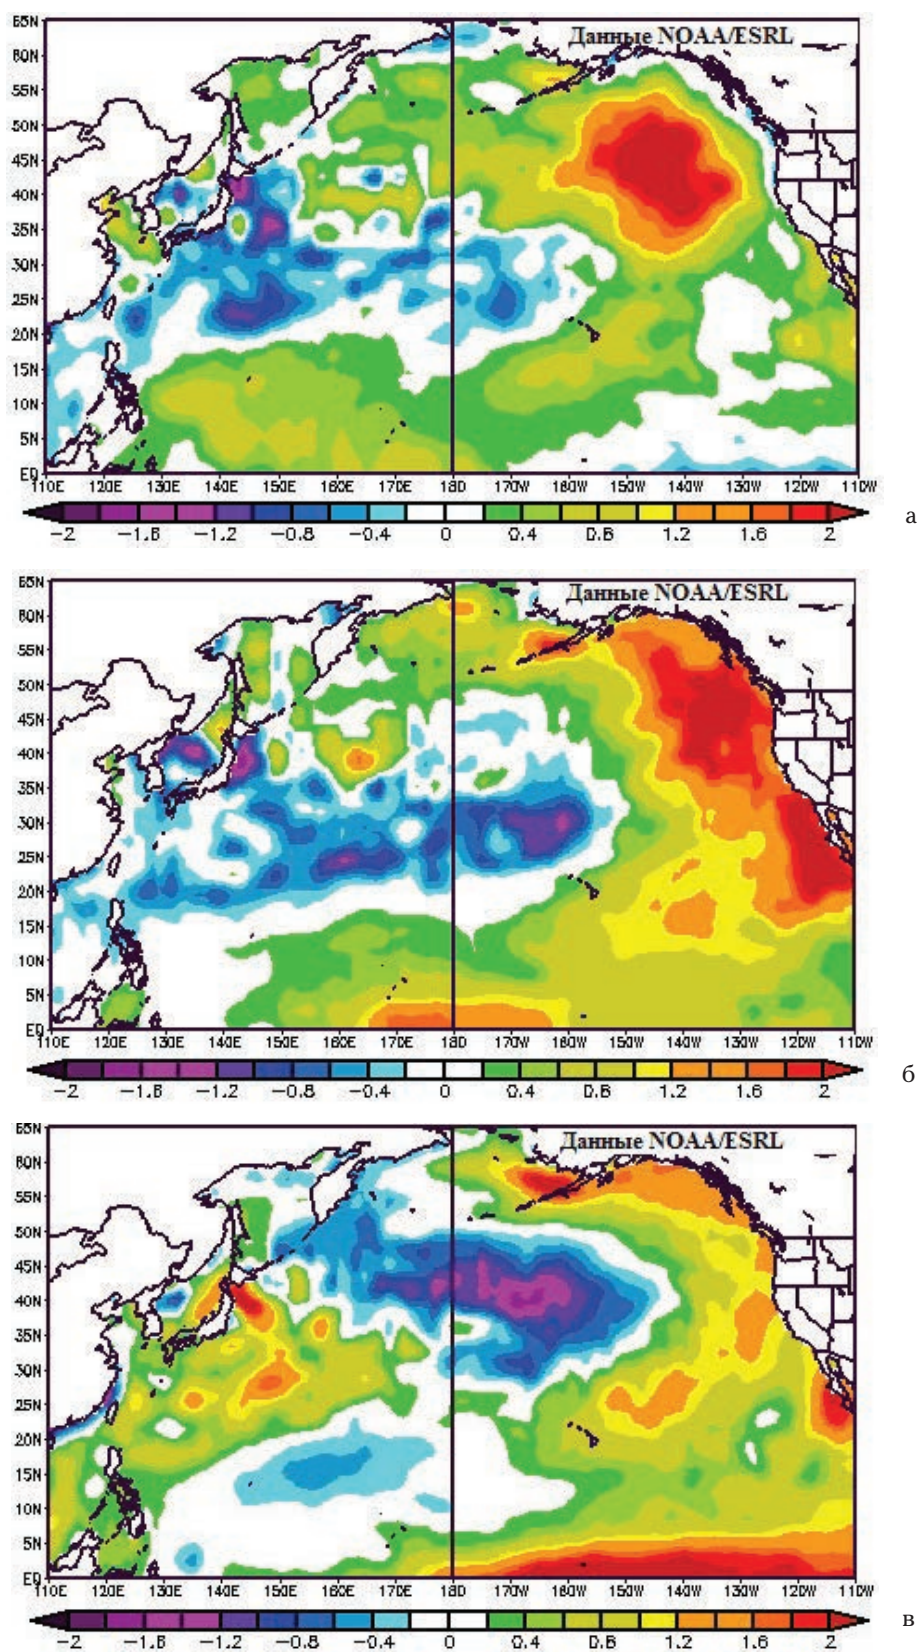 65N
Данные NOAA/ESRL
60N
55N
50N
45N
40N
35N
30N
25N
20N
15N
10N
5N
EQ
110E 120E 130E 140E 150E 160E 170E 180 170W 160W 150W 140W 130W 120W 110W
-2 -1.6 -1.2 -0.8 -0.4 0 0.4 0.8 1.2 1.6 2
а
65N
Данные NOAA/ESRL
60N
55N
50N
45N
40N
35N
30N
25N
20N
15N
10N
5N
EQ
110E 120E 130E 140E 150E 160E 170E 180 170W 160W 150W 140W 130W 120W 110W
-2 -1.6 -1.2 -0.8 -0.4 0 0.4 0.8 1.2 1.6 2
б
65N
Данные NOAA/ESRL
60N
55N
50N
45N
40N
35N
30N
25N
20N
15N
10N
5N
EQ
110E 120E 130E 140E 150E 160E 170E 180 170W 160W 150W 140W 130W 120W 110W
-2 -1.6 -1.2 -0.8 -0.4 0 0.4 0.8 1.2 1.6 2
в